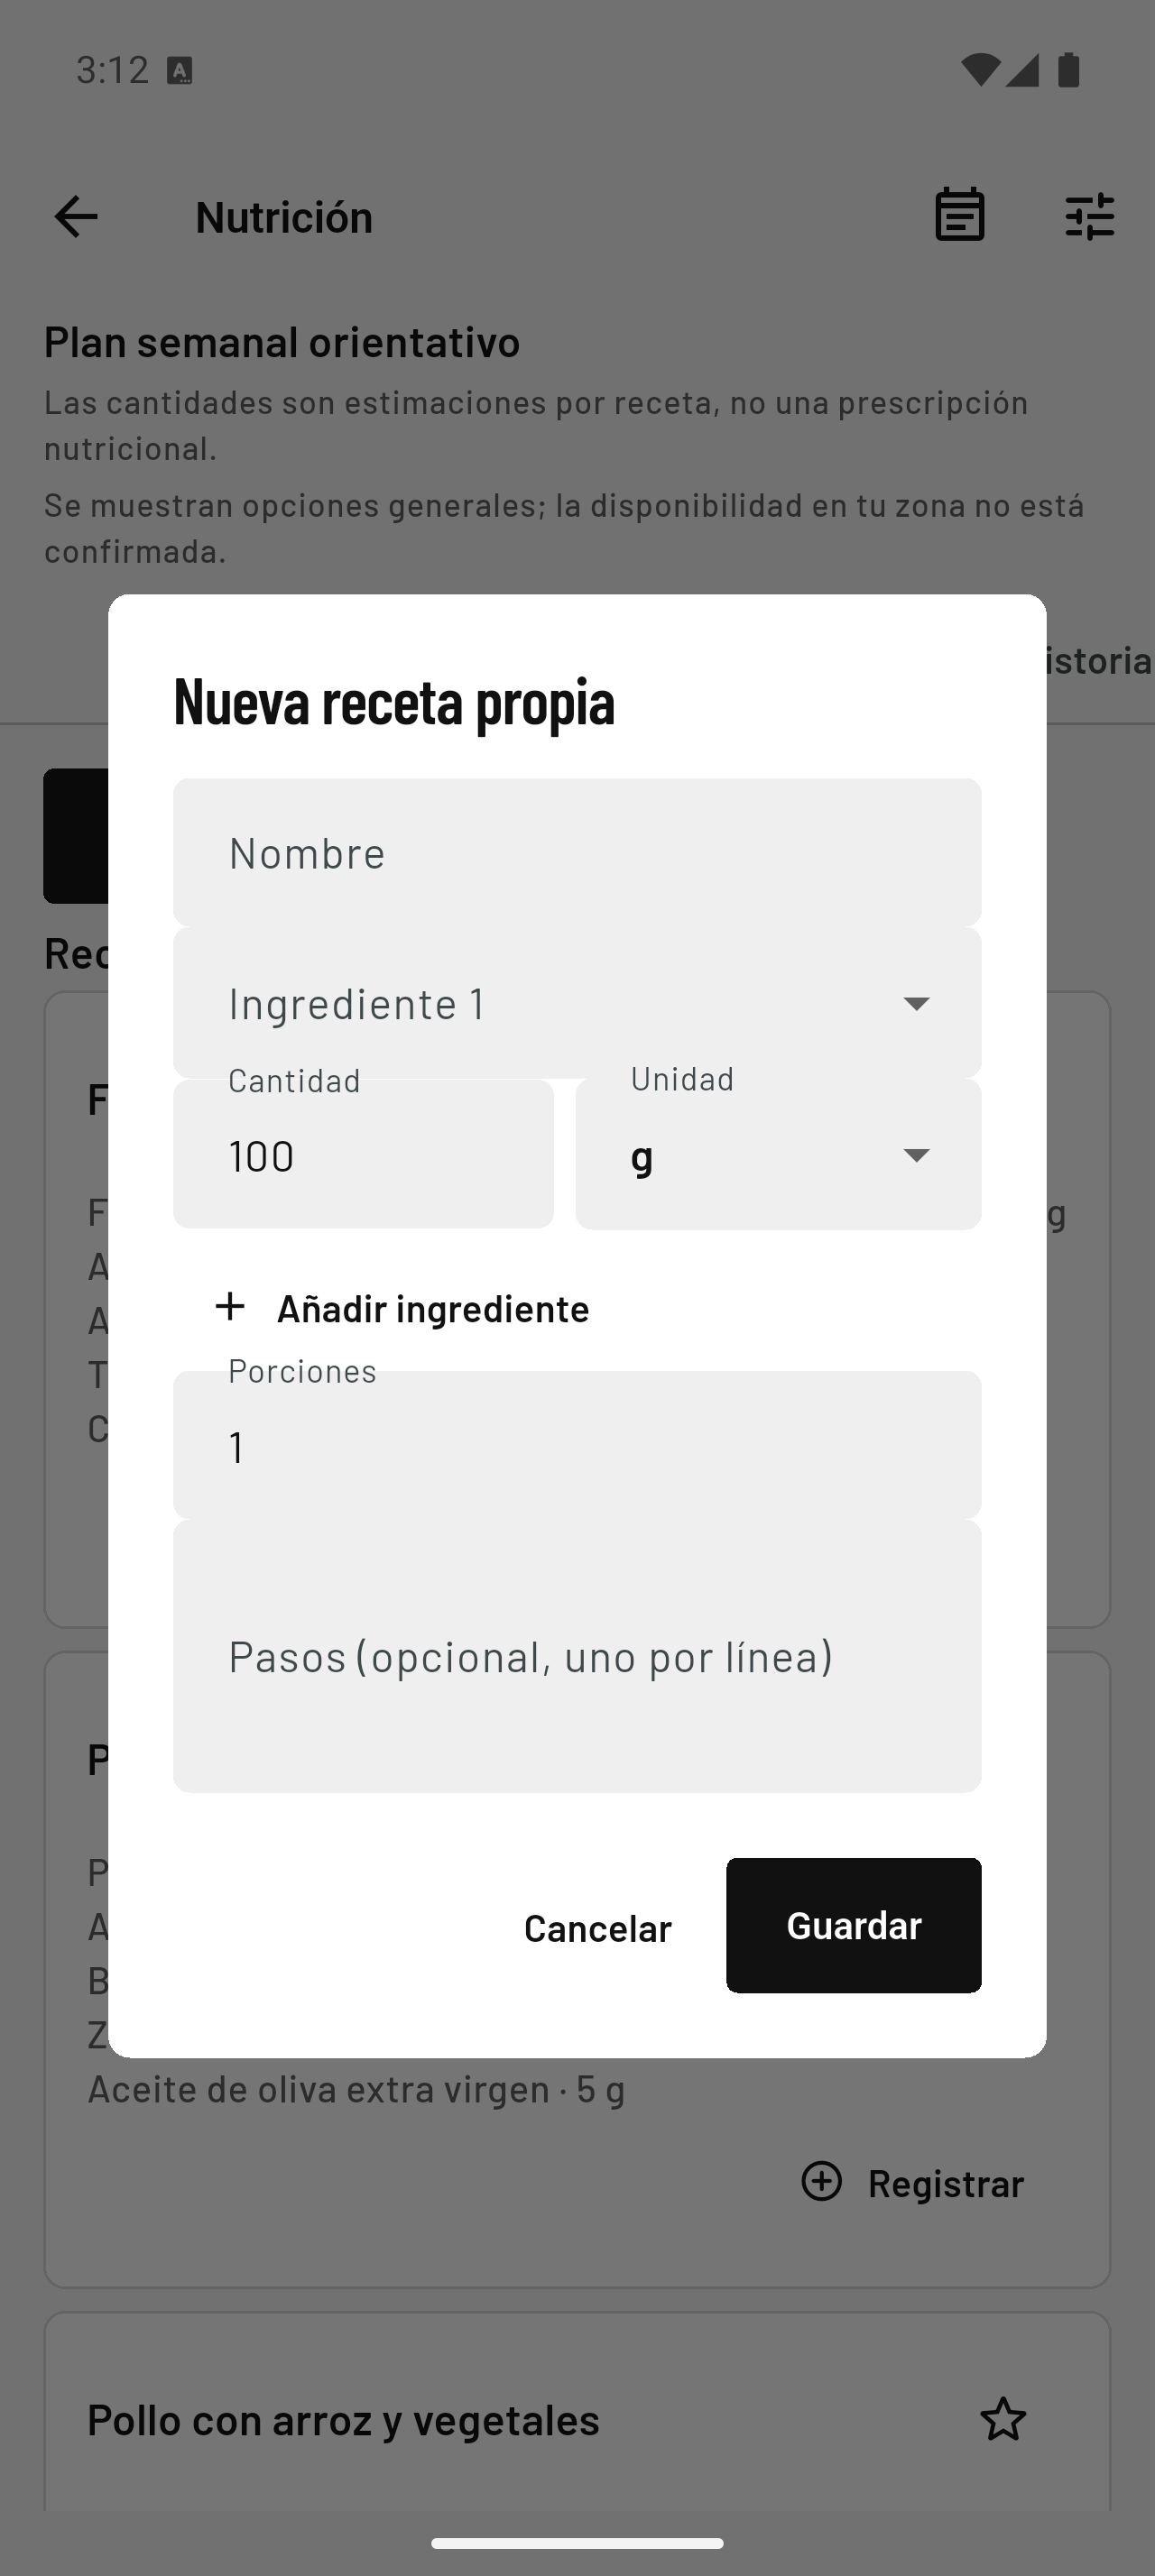 3:12
Nutrición
Plan semanal orientativo
Las cantidades son estimaciones por receta, no una prescripción
nutricional.
Se muestran opciones generales; la disponibilidad en tu zona no está
confirmada.
Nueva receta propia
Nombre
Ingrediente 1
Cantidad
Unidad
100
g
Añadir ingrediente
Porciones
1
Pasos (opcional, uno por línea)
Cancelar
Guardar
Aceite de oliva extra virgen · 5 g
Registrar
Pollo con arroz y vegetales